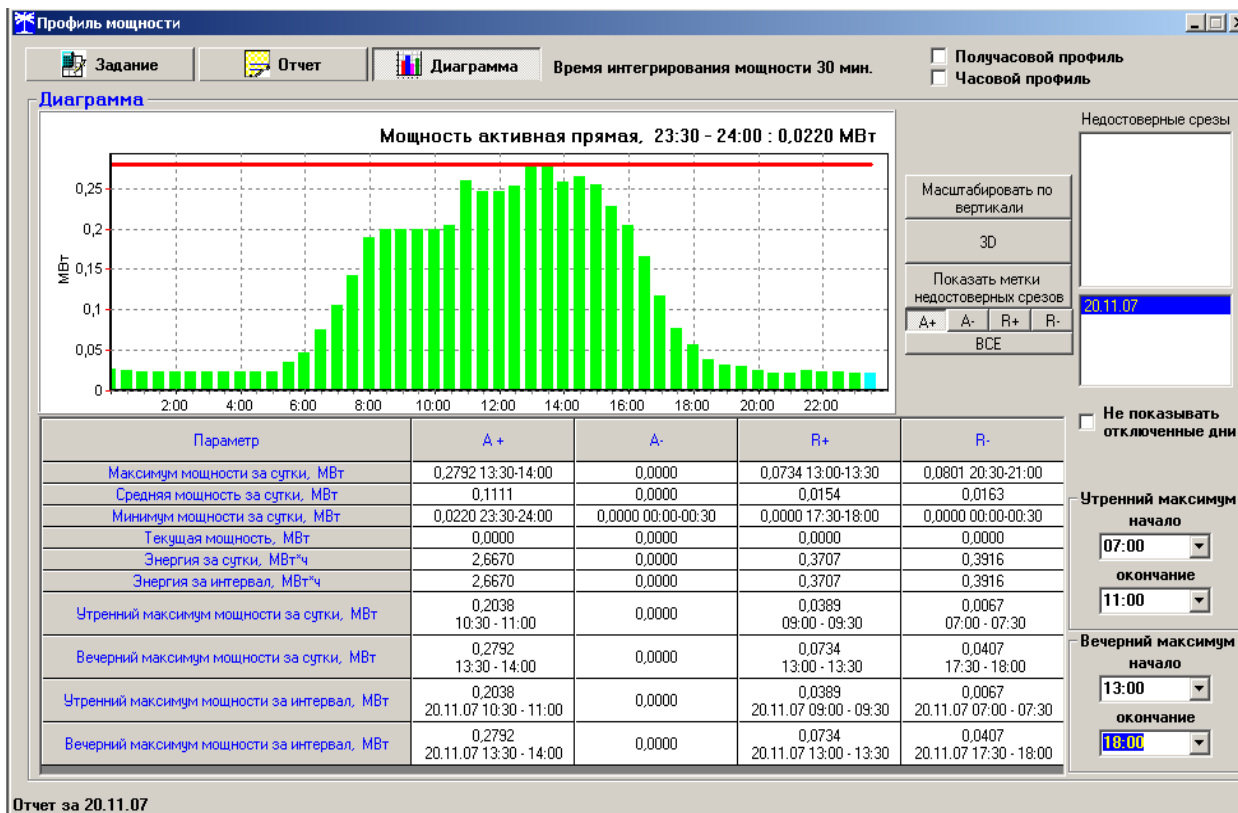 Профиль мощности
Задание
Отчет
Диаграмма
Время интегрирования мощности 30 мин.
Получасовой профиль
Часовой профиль
Диаграмма
Мощность активная прямая, 23:30 - 24:00 : 0,0220 МВт
МВт
0,25
0,2
0,15
0,1
0,05
0
2:00 4:00 6:00 8:00 10:00 12:00 14:00 16:00 18:00 20:00 22:00
Масштабировать по
вертикали
3D
Показать метки
недостоверных срезов
A+ A- R+ R-
ВСЕ
Недостоверные срезы
20.11.07
Не показывать
отключенные дни
Параметр A + A- R+ R-
Максимум мощности за сутки, МВт 0,2792 13:30-14:00 0,0000 0,0734 13:00-13:30 0,0801 20:30-21:00
Средняя мощность за сутки, МВт 0,1111 0,0000 0,0154 0,0163
Минимум мощности за сутки, МВт 0,0220 23:30-24:00 0,0000 00:00-00:30 0,0000 17:30-18:00 0,0000 00:00-00:30
Текущая мощность, МВт 0,0000 0,0000 0,0000 0,0000
Энергия за сутки, МВт*ч 2,6670 0,0000 0,3707 0,3916
Энергия за интервал, МВт*ч 2,6670 0,0000 0,3707 0,3916
Утренний максимум мощности за сутки, МВт 0,2038 0,0000 0,0389 0,0067
10:30 - 11:00 09:00 - 09:30 07:00 - 07:30
Вечерний максимум мощности за сутки, МВт 0,2792 0,0000 0,0734 0,0407
13:30 - 14:00 13:00 - 13:30 17:30 - 18:00
Утренний максимум мощности за интервал, МВт 0,2038 0,0000 0,0389 0,0067
20.11.07 10:30 - 11:00 20.11.07 09:00 - 09:30 20.11.07 07:00 - 07:30
Вечерний максимум мощности за интервал, МВт 0,2792 0,0000 0,0734 0,0407
20.11.07 13:30 - 14:00 20.11.07 13:00 - 13:30 20.11.07 17:30 - 18:00
Утренний максимум
начало
07:00
окончание
11:00
Вечерний максимум
начало
13:00
окончание
18:00
Отчет за 20.11.07